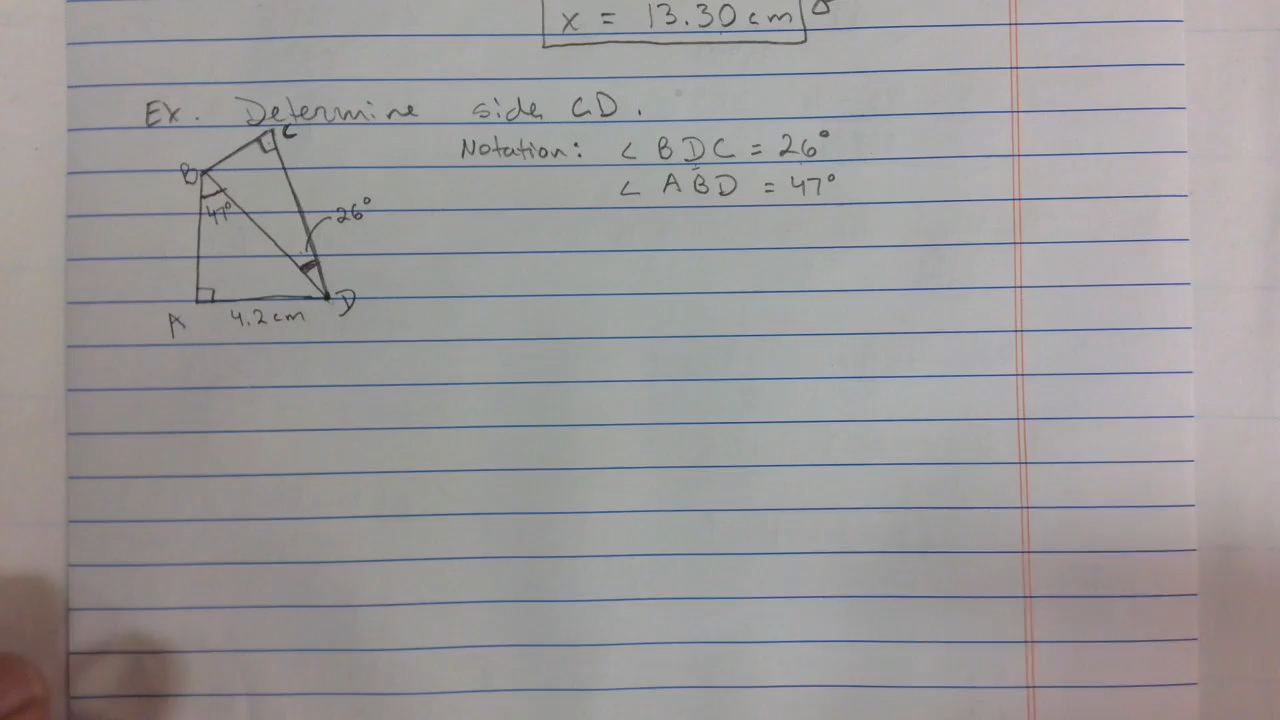 x = 13.30 cm
Ex. Determine side CD.
C
Notation: ∠ BDC = 26°
B
∠ ABD = 47°
47°
26°
A
4.2 cm
D